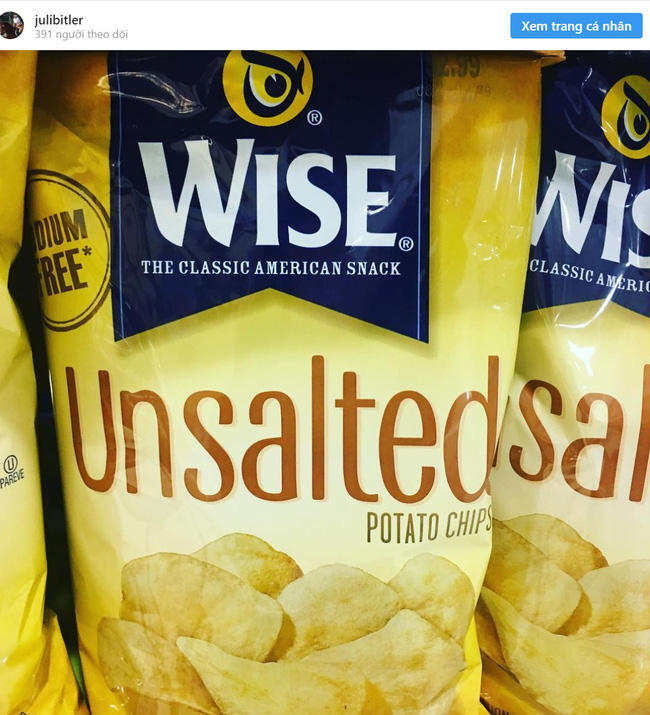 julibitler
391 người theo dõi
Xem trang cá nhân
WISE®
THE CLASSIC AMERICAN SNACK
DIUM
FREE*
Unsalted
POTATO CHIPS
U
PAREVE
WIS
CLASSIC AMERIC
sal